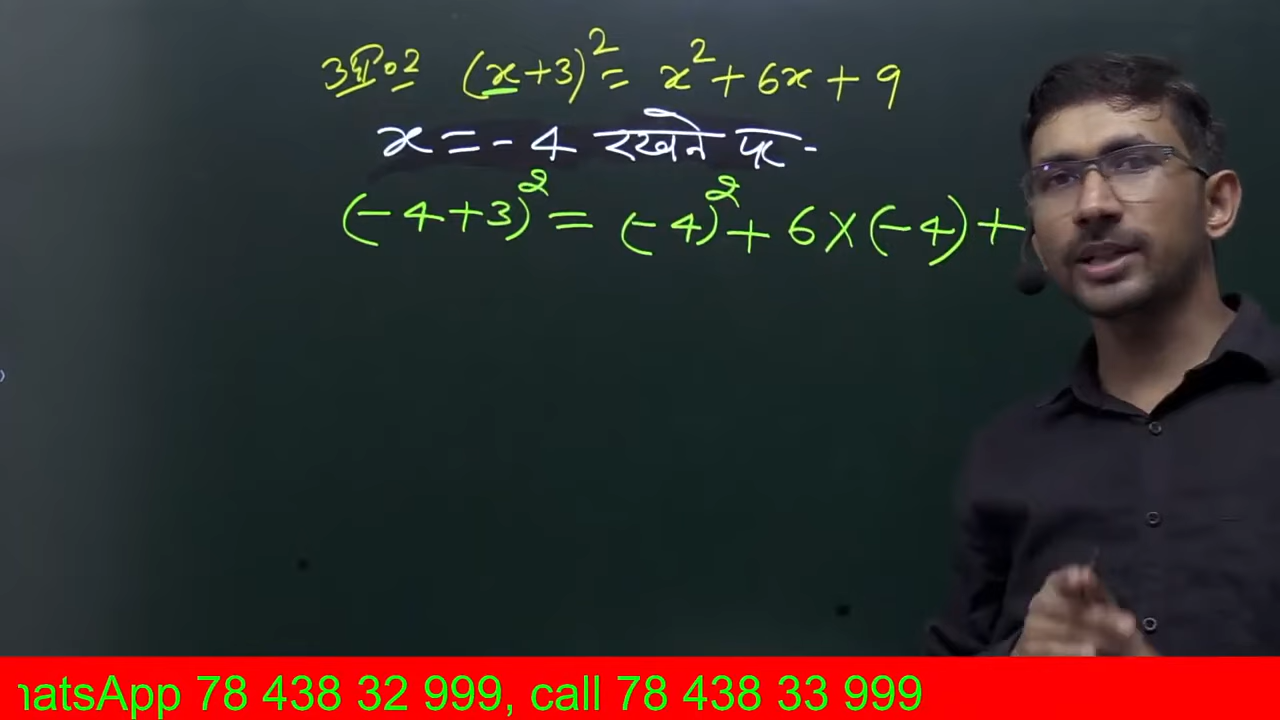 उदा०2 (x+3)² = x² + 6x + 9
x = -4 रखने पर -
(-4+3)² = (-4)² + 6 × (-4) +
hatsApp 78 438 32 999, call 78 438 33 999